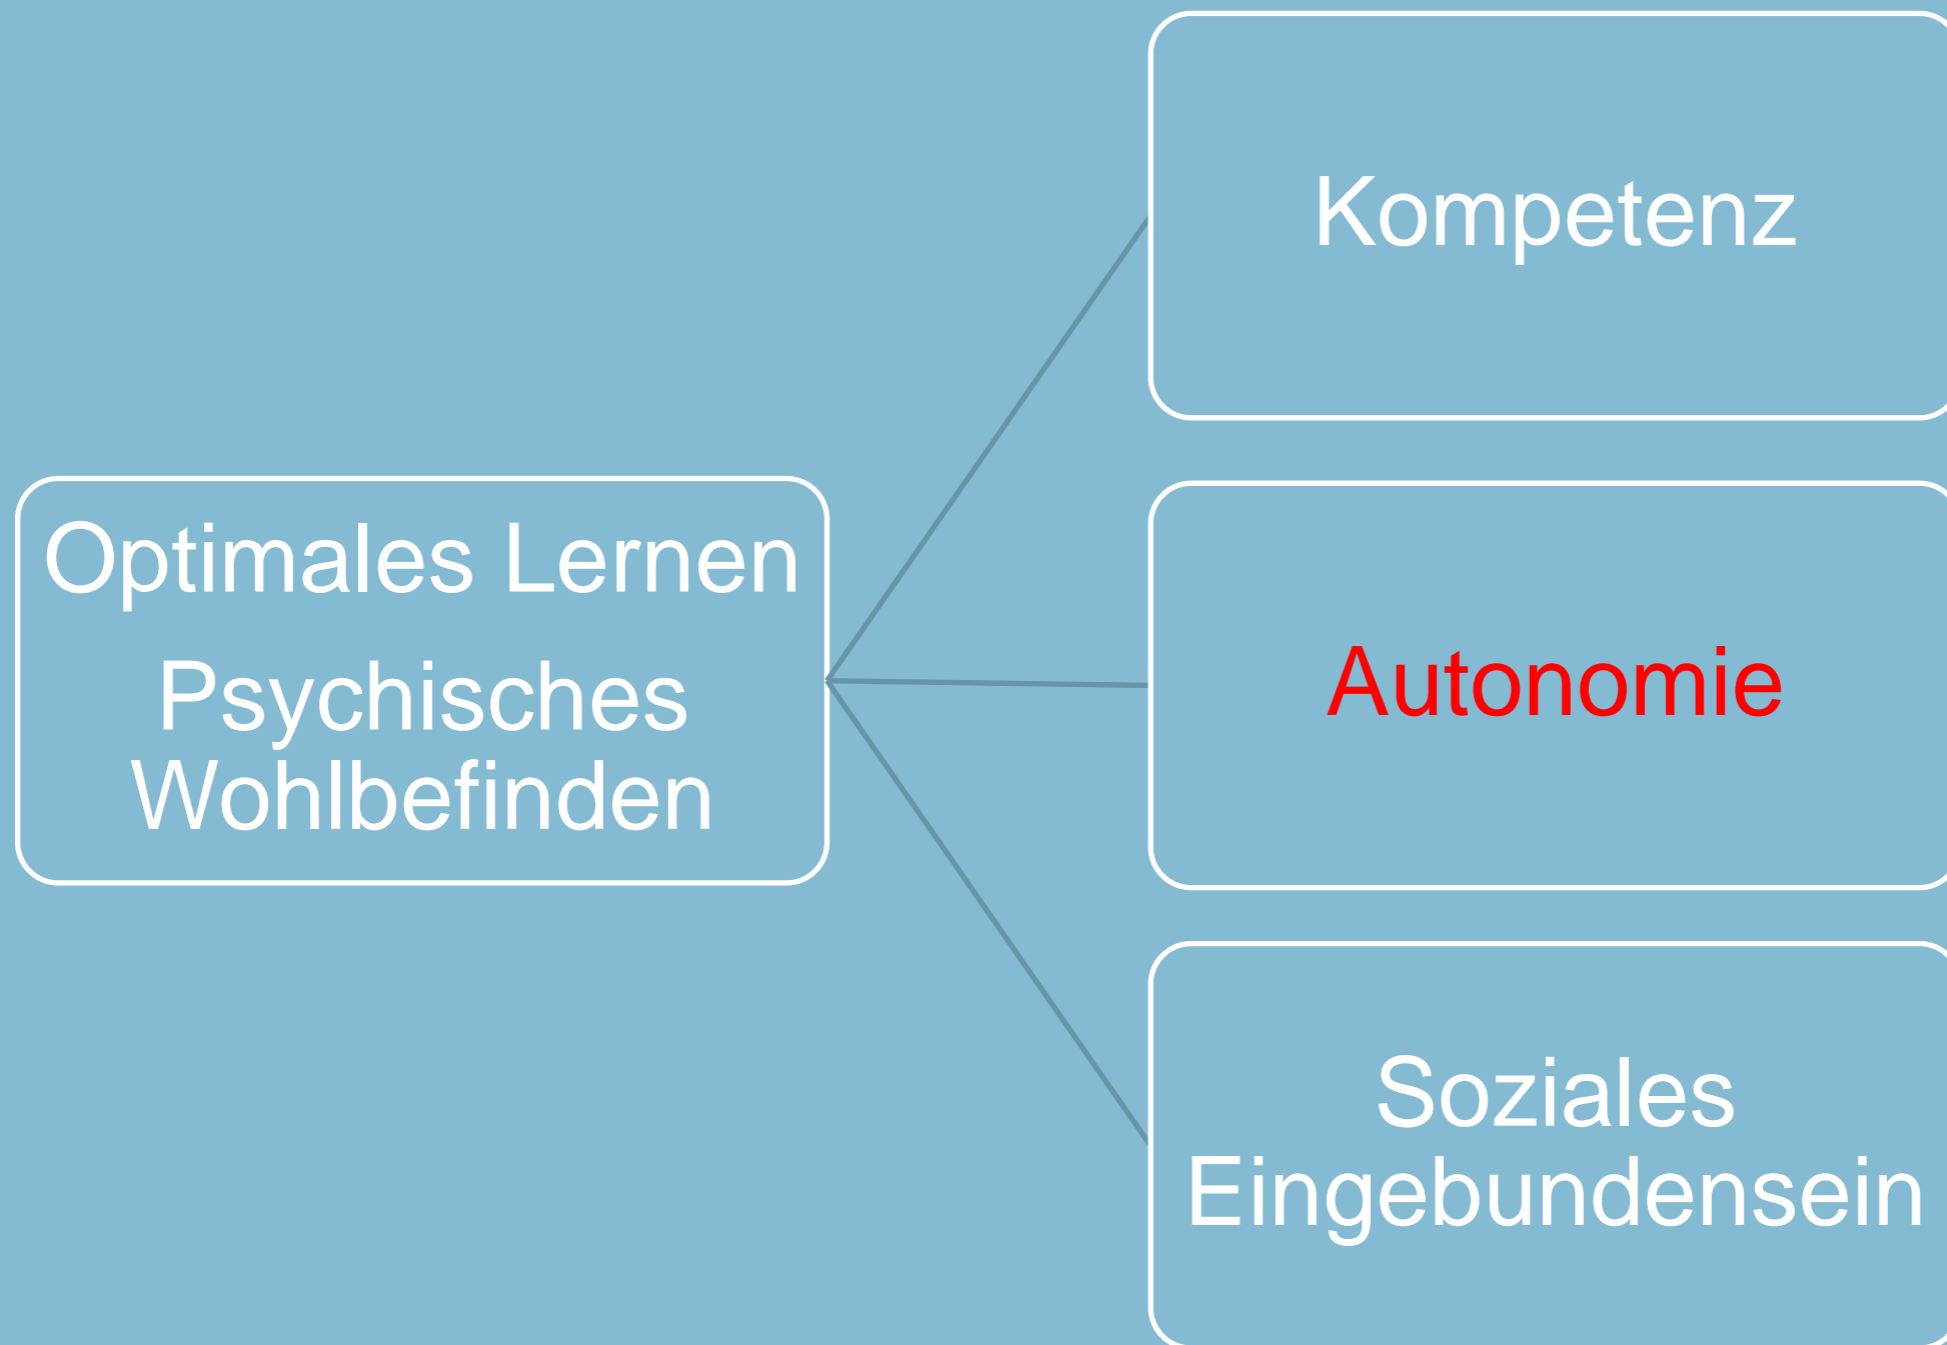 Optimales Lernen
Psychisches
Wohlbefinden
Kompetenz
Autonomie
Soziales
Eingebundensein